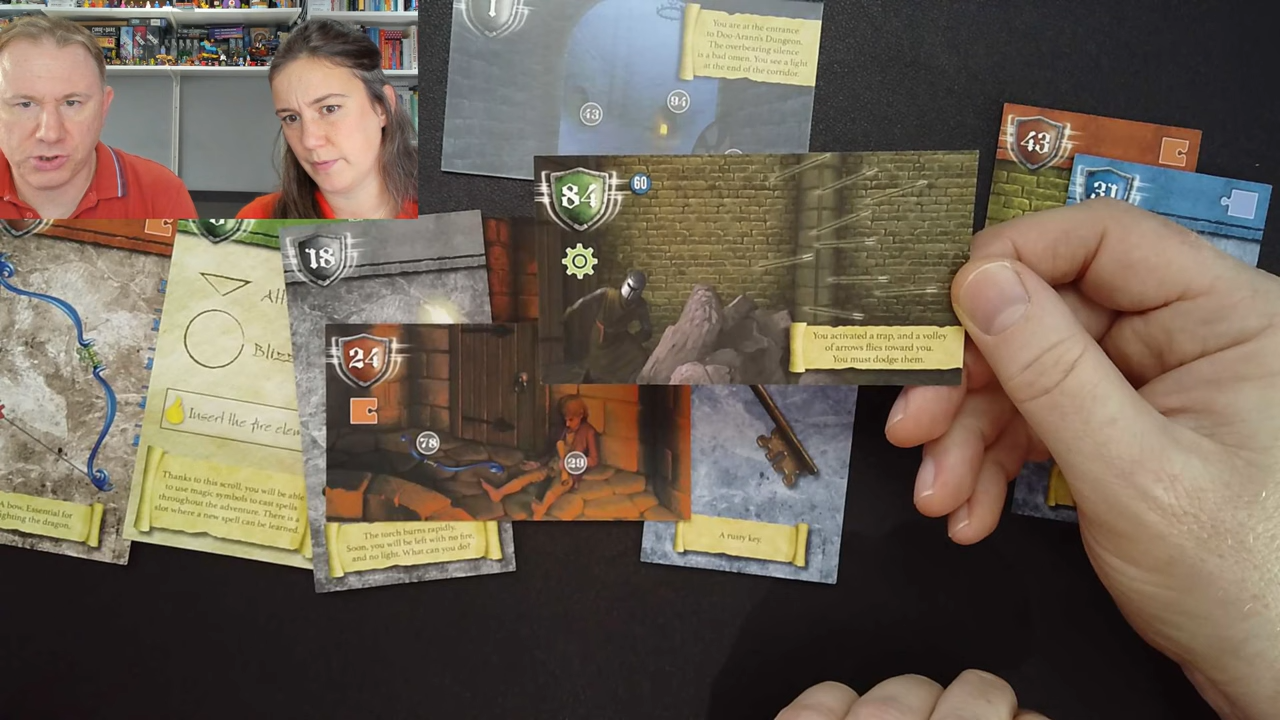 1
You are at the entrance
to Doo-Arann's Dungeon.
The overbearing silence
is a bad omen. You see a light
at the end of the corridor.
43
94
84
60
You activated a trap, and a volley
of arrows flies toward you.
You must dodge them.
43
31
18
24
78
29
A bow. Essential for
fighting the dragon.
Insert the fire
Thanks to this scroll, you will be able
to use magic symbols to cast spells
throughout the adventure. There is a
slot where a new spell can be learned.
The torch burns rapidly.
Soon, you will be left with no fire,
and no light. What can you do?
A rusty key.